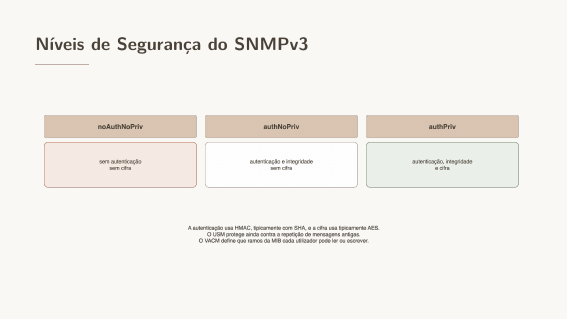 Níveis de Segurança do SNMPv3
noAuthNoPriv
authNoPriv
authPriv
sem autenticação
sem cifra
autenticação e integridade
sem cifra
autenticação, integridade
e cifra
A autenticação usa HMAC, tipicamente com SHA, e a cifra usa tipicamente AES.
O USM protege ainda contra a repetição de mensagens antigas.
O VACM define que ramos da MIB cada utilizador pode ler ou escrever.